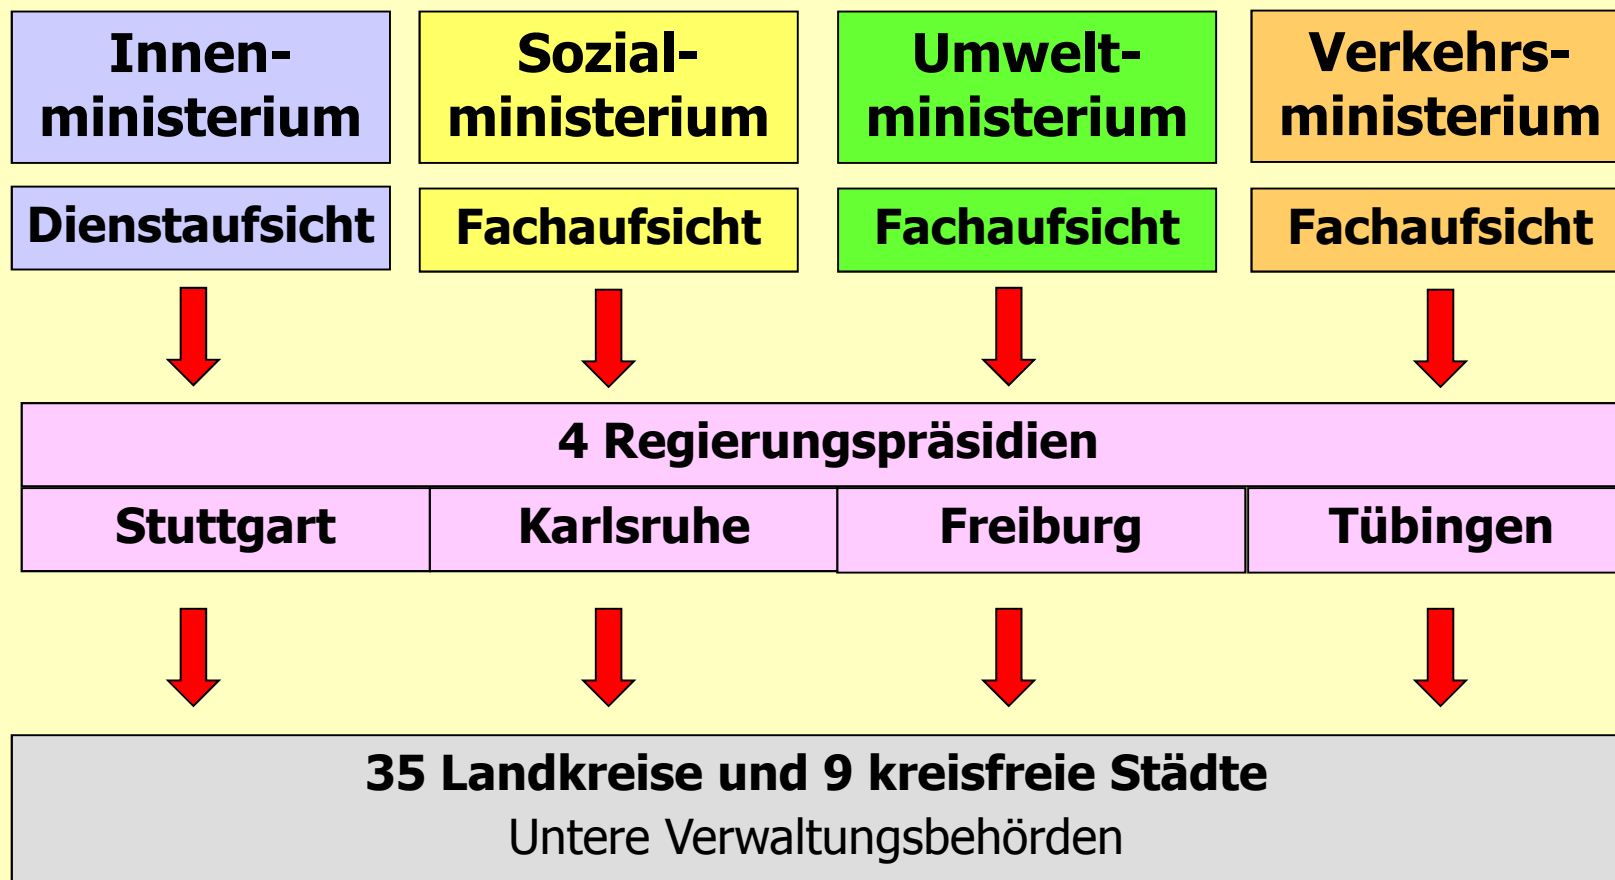 Innen-
ministerium
Sozial-
ministerium
Umwelt-
ministerium
Verkehrs-
ministerium
Dienstaufsicht
Fachaufsicht
Fachaufsicht
Fachaufsicht
4 Regierungspräsidien
Stuttgart
Karlsruhe
Freiburg
Tübingen
35 Landkreise und 9 kreisfreie Städte
Untere Verwaltungsbehörden